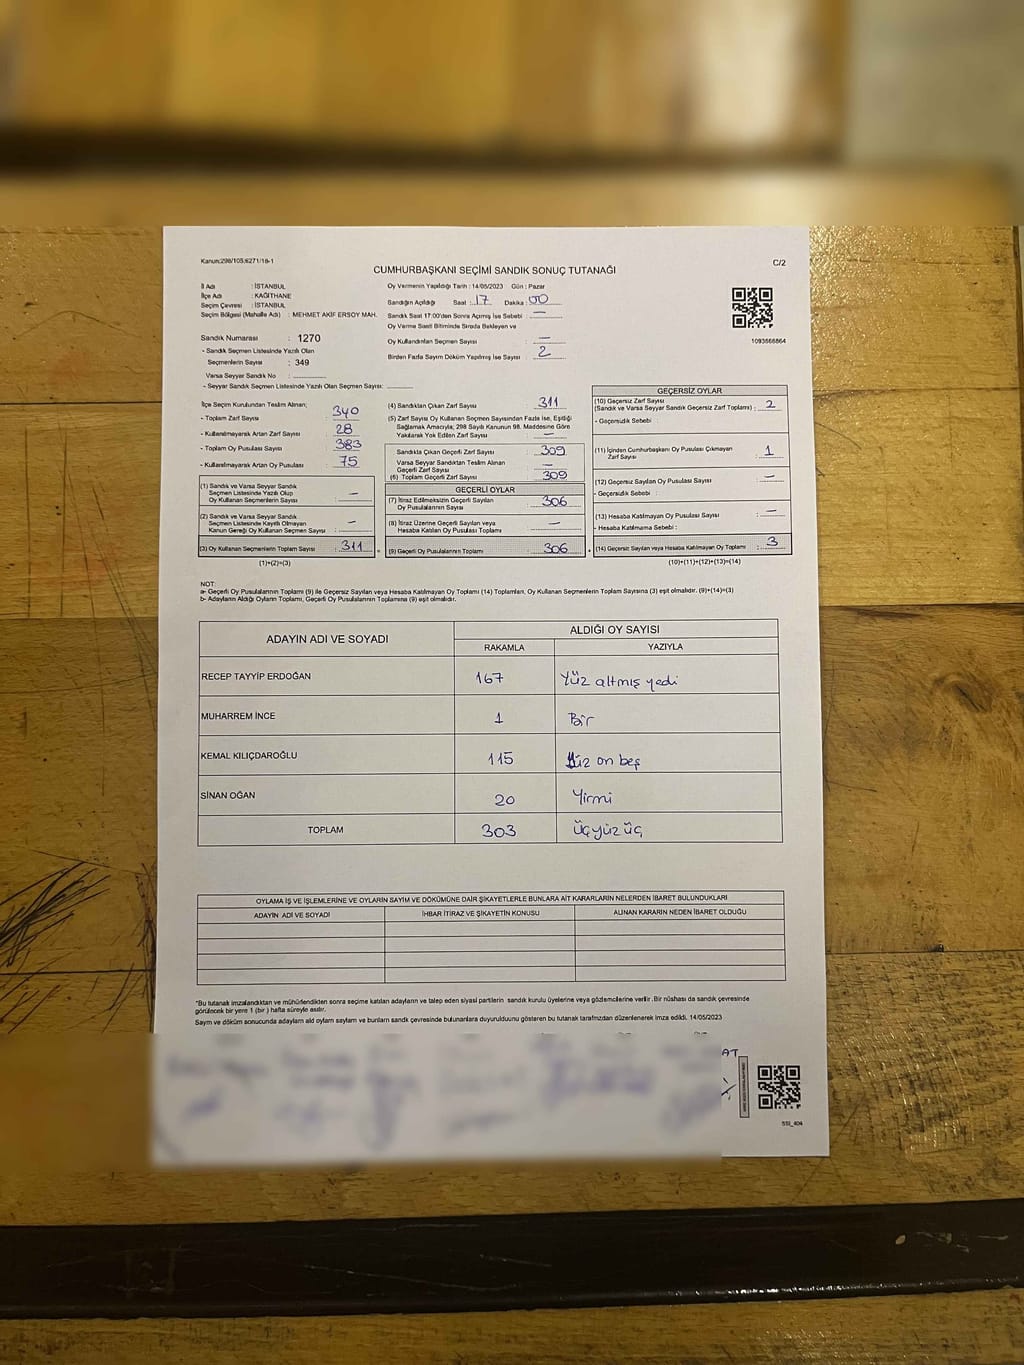 Kanun:298/105;6271/18-1
C/2
CUMHURBAŞKANI SEÇİMİ SANDIK SONUÇ TUTANAĞI
İl Adı : İSTANBUL
İlçe Adı : KAĞITHANE
Seçim Çevresi : İSTANBUL
Seçim Bölgesi (Mahalle Adı) : MEHMET AKİF ERSOY MAH.
Oy Vermenin Yapıldığı Tarih : 14/05/2023 Gün : Pazar
Sandığın Açıldığı Saat : 17 Dakika : 00
Sandık Saat 17:00'den Sonra Açılmış İse Sebebi : —
Oy Verme Saati Bitiminde Sırada Bekleyen ve
Oy Kullandırılan Seçmen Sayısı : —
Birden Fazla Sayım Döküm Yapılmış İse Sayısı : 2
1093666864
Sandık Numarası : 1270
- Sandık Seçmen Listesinde Yazılı Olan
Seçmenlerin Sayısı : 349
Varsa Seyyar Sandık No :
- Seyyar Sandık Seçmen Listesinde Yazılı Olan Seçmen Sayısı:
İlçe Seçim Kurulundan Teslim Alınan;
- Toplam Zarf Sayısı : 340
- Kullanılmayarak Artan Zarf Sayısı : 28
- Toplam Oy Pusulası Sayısı : 383
- Kullanılmayarak Artan Oy Pusulası : 75
(1) Sandık ve Varsa Seyyar Sandık
Seçmen Listesinde Yazılı Olup
Oy Kullanan Seçmenlerin Sayısı : —
(2) Sandık ve Varsa Seyyar Sandık
Seçmen Listesinde Kayıtlı Olmayan
Kanun Gereği Oy Kullanan Seçmen Sayısı : —
(3) Oy Kullanan Seçmenlerin Toplam Sayısı : 311
(1)+(2)=(3)
(4) Sandıktan Çıkan Zarf Sayısı : 311
(5) Zarf Sayısı Oy Kullanan Seçmen Sayısından Fazla İse, Eşitliği
Sağlamak Amacıyla; 298 Sayılı Kanunun 98. Maddesine Göre
Yakılarak Yok Edilen Zarf Sayısı : —
Sandıkla Çıkan Geçerli Zarf Sayısı : 309
Varsa Seyyar Sandıktan Teslim Alınan
Geçerli Zarf Sayısı : —
(6) Toplam Geçerli Zarf Sayısı : 309
GEÇERLİ OYLAR
(7) İtiraz Edilmeksizin Geçerli Sayılan
Oy Pusulasının Sayısı : 306
(8) İtiraz Üzerine Geçerli Sayılan veya
Hesaba Katılan Oy Pusulası Toplamı : —
(9) Geçerli Oy Pusulalarının Toplamı : 306
GEÇERSİZ OYLAR
(10) Geçersiz Zarf Sayısı
(Sandık ve Varsa Seyyar Sandık Geçersiz Zarf Toplamı) : 2
- Geçersizlik Sebebi :
(11) İçinden Cumhurbaşkanı Oy Pusulası Çıkmayan
Zarf Sayısı : 1
(12) Geçersiz Sayılan Oy Pusulası Sayısı : —
- Geçersizlik Sebebi :
(13) Hesaba Katılmayan Oy Pusulası Sayısı : —
- Hesaba Katılmama Sebebi :
(14) Geçersiz Sayılan veya Hesaba Katılmayan Oy Toplamı : 3
(10)+(11)+(12)+(13)=(14)
NOT:
a- Geçerli Oy Pusulalarının Toplamı (9) ile Geçersiz Sayılan veya Hesaba Katılmayan Oy Toplamı (14) Toplamları, Oy Kullanan Seçmenlerin Toplam Sayısına (3) eşit olmalıdır. (9)+(14)=(3)
b- Adayların Aldığı Oyların Toplamı, Geçerli Oy Pusulalarının Toplamına (9) eşit olmalıdır.
ADAYIN ADI VE SOYADI
ALDIĞI OY SAYISI
RAKAMLA YAZIYLA
RECEP TAYYİP ERDOĞAN 167 Yüz altmış yedi
MUHARREM İNCE 1 Bir
KEMAL KILIÇDAROĞLU 115 Yüz on beş
SİNAN OĞAN 20 Yirmi
TOPLAM 303 Üçyüz üç
OYLAMA İŞ VE İŞLEMLERİNE VE OYLARIN SAYIM VE DÖKÜMÜNE DAİR ŞİKAYETLERLE BUNLARA AİT KARARLARIN NELERDEN İBARET BULUNDUKLARI
ADAYIN ADI VE SOYADI İHBAR İTİRAZ VE ŞİKAYETİN KONUSU ALINAN KARARIN NEDEN İBARET OLDUĞU
*Bu tutanak imzalandıktan ve mühürlendikten sonra seçime katılan adayların ve talep eden siyasi partilerin sandık kurulu üyelerine veya gözlemcilerine verilir. Bir nüshası da sandık çevresinde
görülecek bir yere 1 (bir) hafta süreyle asılır.
Sayım ve döküm sonucunda adayların aldı oyların sayıların ve bunların sandık çevresinde bulunanlara duyurulduunu gösteren bu tutanak tarafımızdan düzenlenerek imza edildi. 14/05/2023
AT
SSI_404